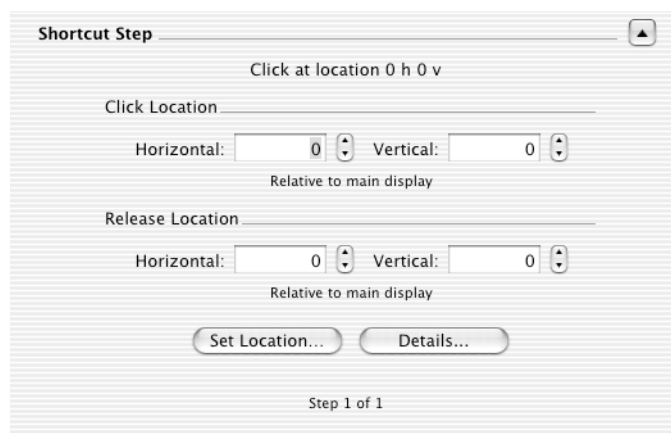 Shortcut Step
Click at location 0 h 0 v
Click Location
Horizontal: 0 Vertical: 0
Relative to main display
Release Location
Horizontal: 0 Vertical: 0
Relative to main display
Set Location... Details...
Step 1 of 1